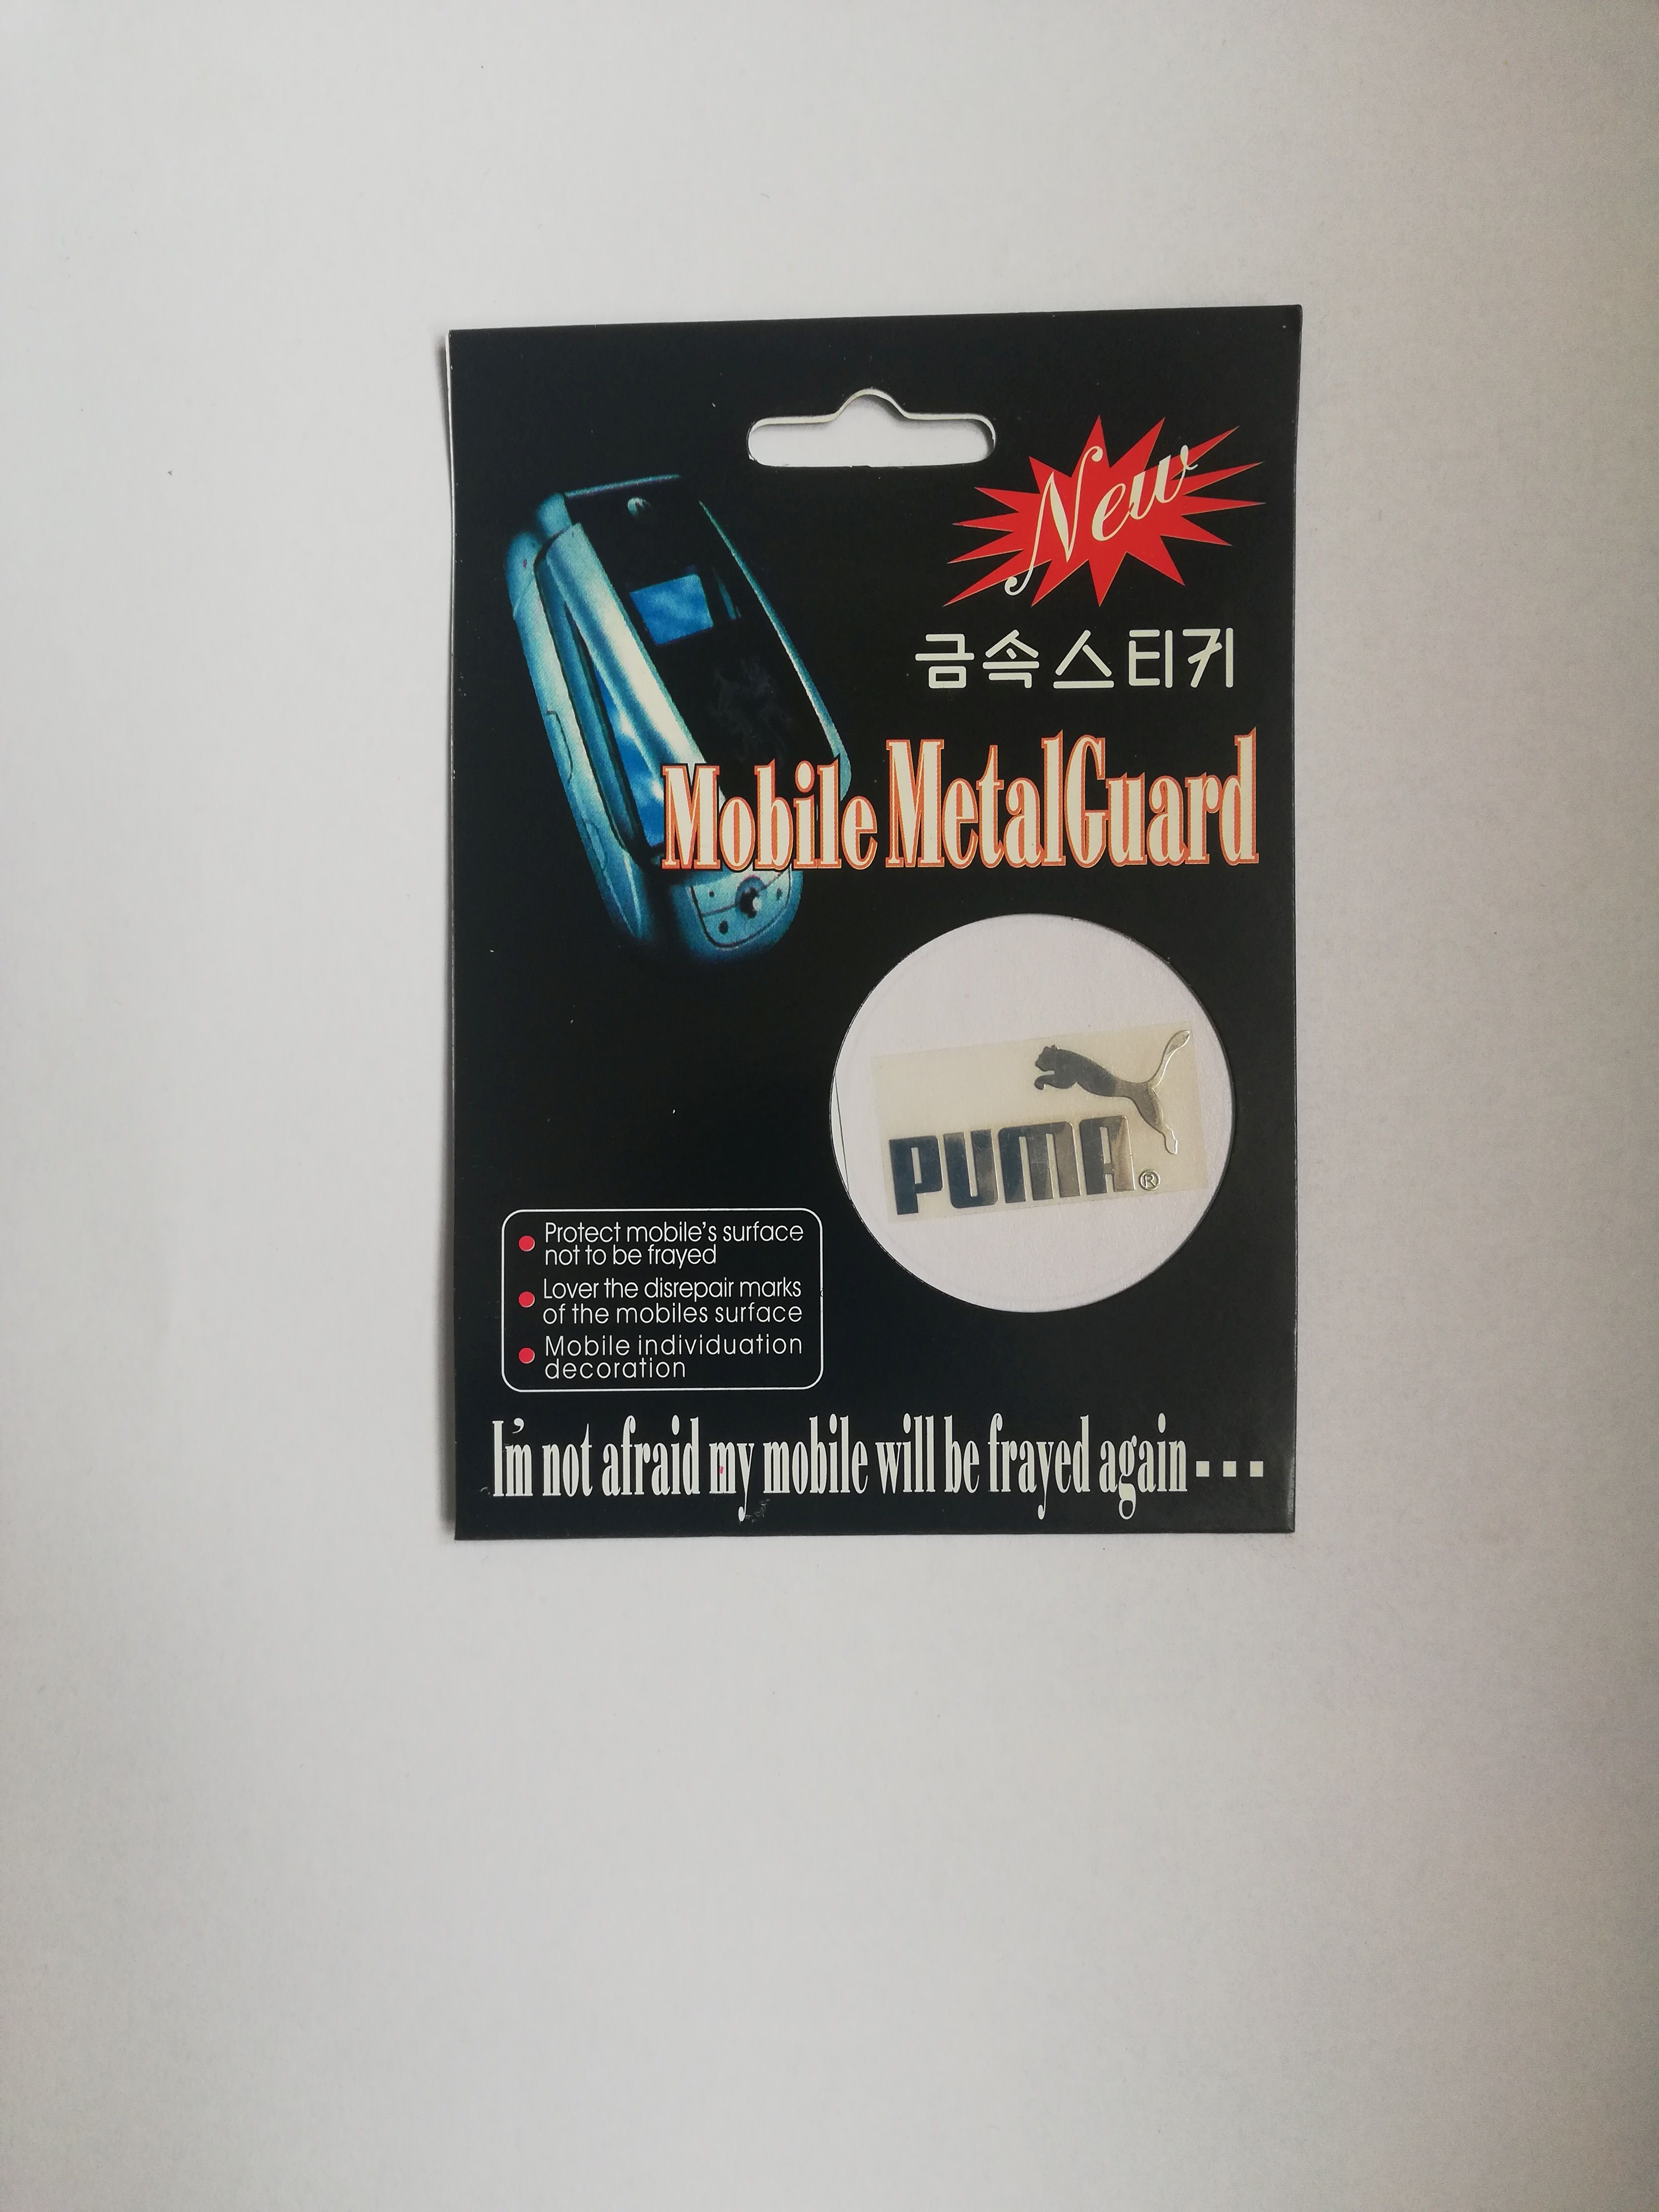 New
금속스티키
Mobile MetalGuard
PUMA®
Protect mobile's surface
not to be frayed
Lover the disrepair marks
of the mobiles surface
Mobile individuation
decoration
I'm not afraid my mobile will be frayed again...